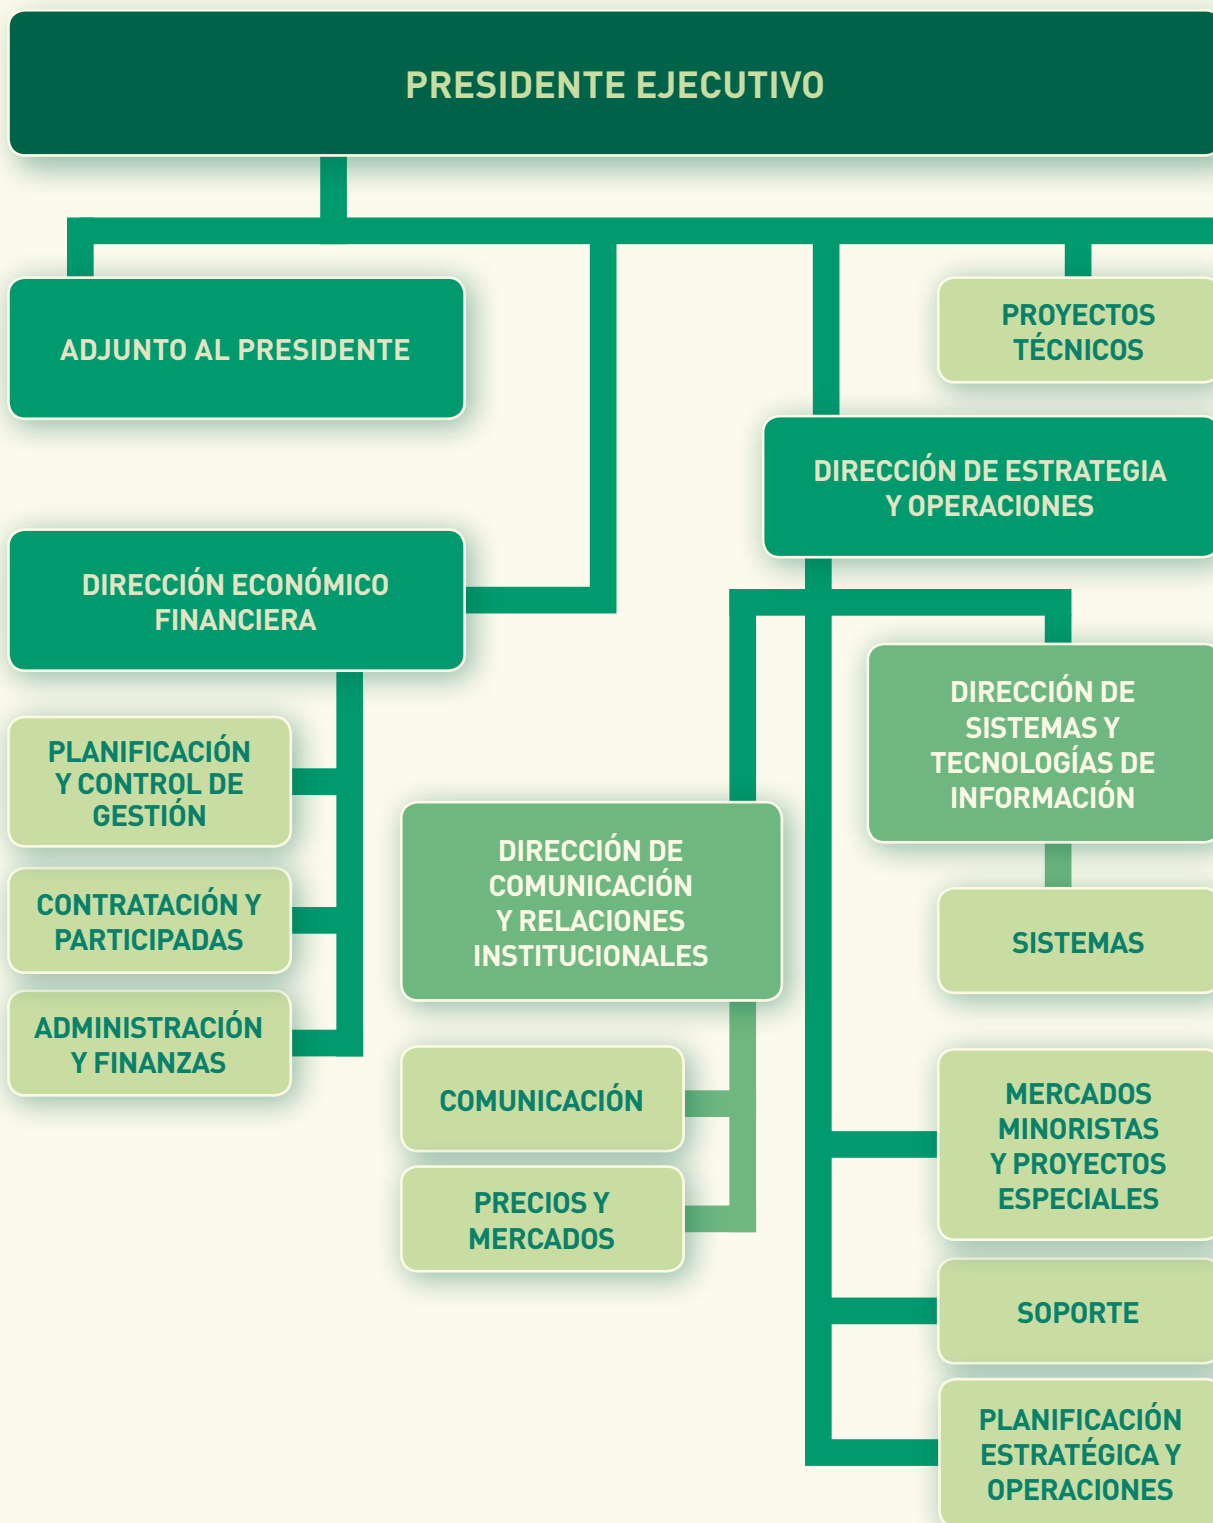 PRESIDENTE EJECUTIVO
ADJUNTO AL PRESIDENTE
PROYECTOS
TÉCNICOS
DIRECCIÓN DE ESTRATEGIA
Y OPERACIONES
DIRECCIÓN ECONÓMICO
FINANCIERA
PLANIFICACIÓN
Y CONTROL DE
GESTIÓN
CONTRATACIÓN Y
PARTICIPADAS
ADMINISTRACIÓN
Y FINANZAS
DIRECCIÓN DE
COMUNICACIÓN
Y RELACIONES
INSTITUCIONALES
COMUNICACIÓN
PRECIOS Y
MERCADOS
DIRECCIÓN DE
SISTEMAS Y
TECNOLOGÍAS DE
INFORMACIÓN
SISTEMAS
MERCADOS
MINORISTAS
Y PROYECTOS
ESPECIALES
SOPORTE
PLANIFICACIÓN
ESTRATÉGICA Y
OPERACIONES